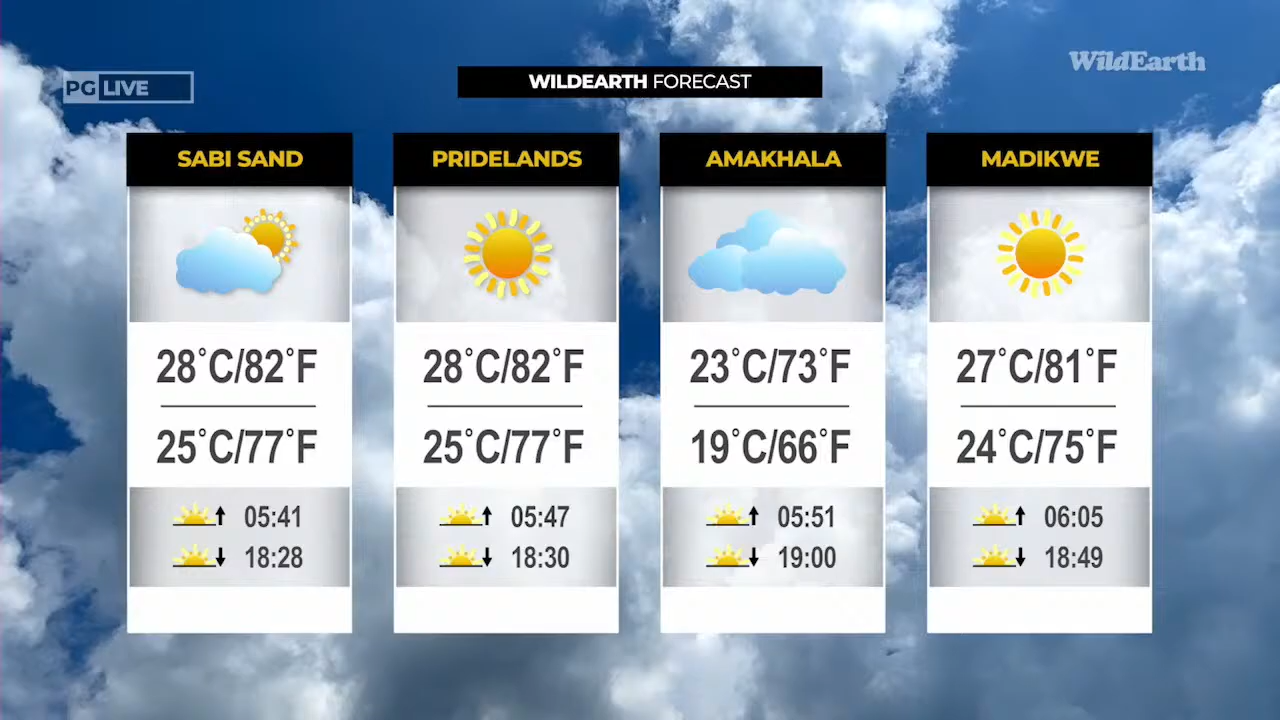 PG LIVE
WildEarth
WILDEARTH FORECAST
SABI SAND
28°C/82°F
25°C/77°F
05:41
18:28
PRIDELANDS
28°C/82°F
25°C/77°F
05:47
18:30
AMAKHALA
23°C/73°F
19°C/66°F
05:51
19:00
MADIKWE
27°C/81°F
24°C/75°F
06:05
18:49